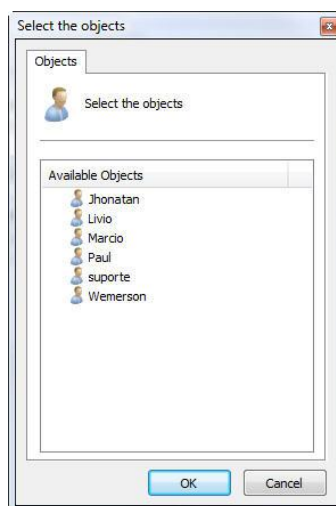 Select the objects
Objects
Select the objects
Available Objects
Jhonatan
Livio
Marcio
Paul
suporte
Wemerson
OK
Cancel